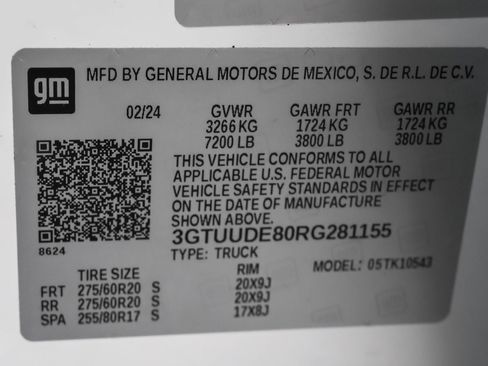 gm MFD BY GENERAL MOTORS DE MEXICO, S. DE R.L. DE C.V.
02/24 GVWR GAWR FRT GAWR RR
3266 KG 1724 KG 1724 KG
7200 LB 3800 LB 3800 LB
THIS VEHICLE CONFORMS TO ALL
APPLICABLE U.S. FEDERAL MOTOR
VEHICLE SAFETY STANDARDS IN EFFECT
ON THE DATE OF MANUFACTURE
SHOWN ABOVE.
3GTUUDE80RG281155
8624 TYPE: TRUCK MODEL: 05TK10543
TIRE SIZE RIM
FRT 275/60R20 S 20X9J
RR 275/60R20 S 20X9J
SPA 255/80R17 S 17X8J